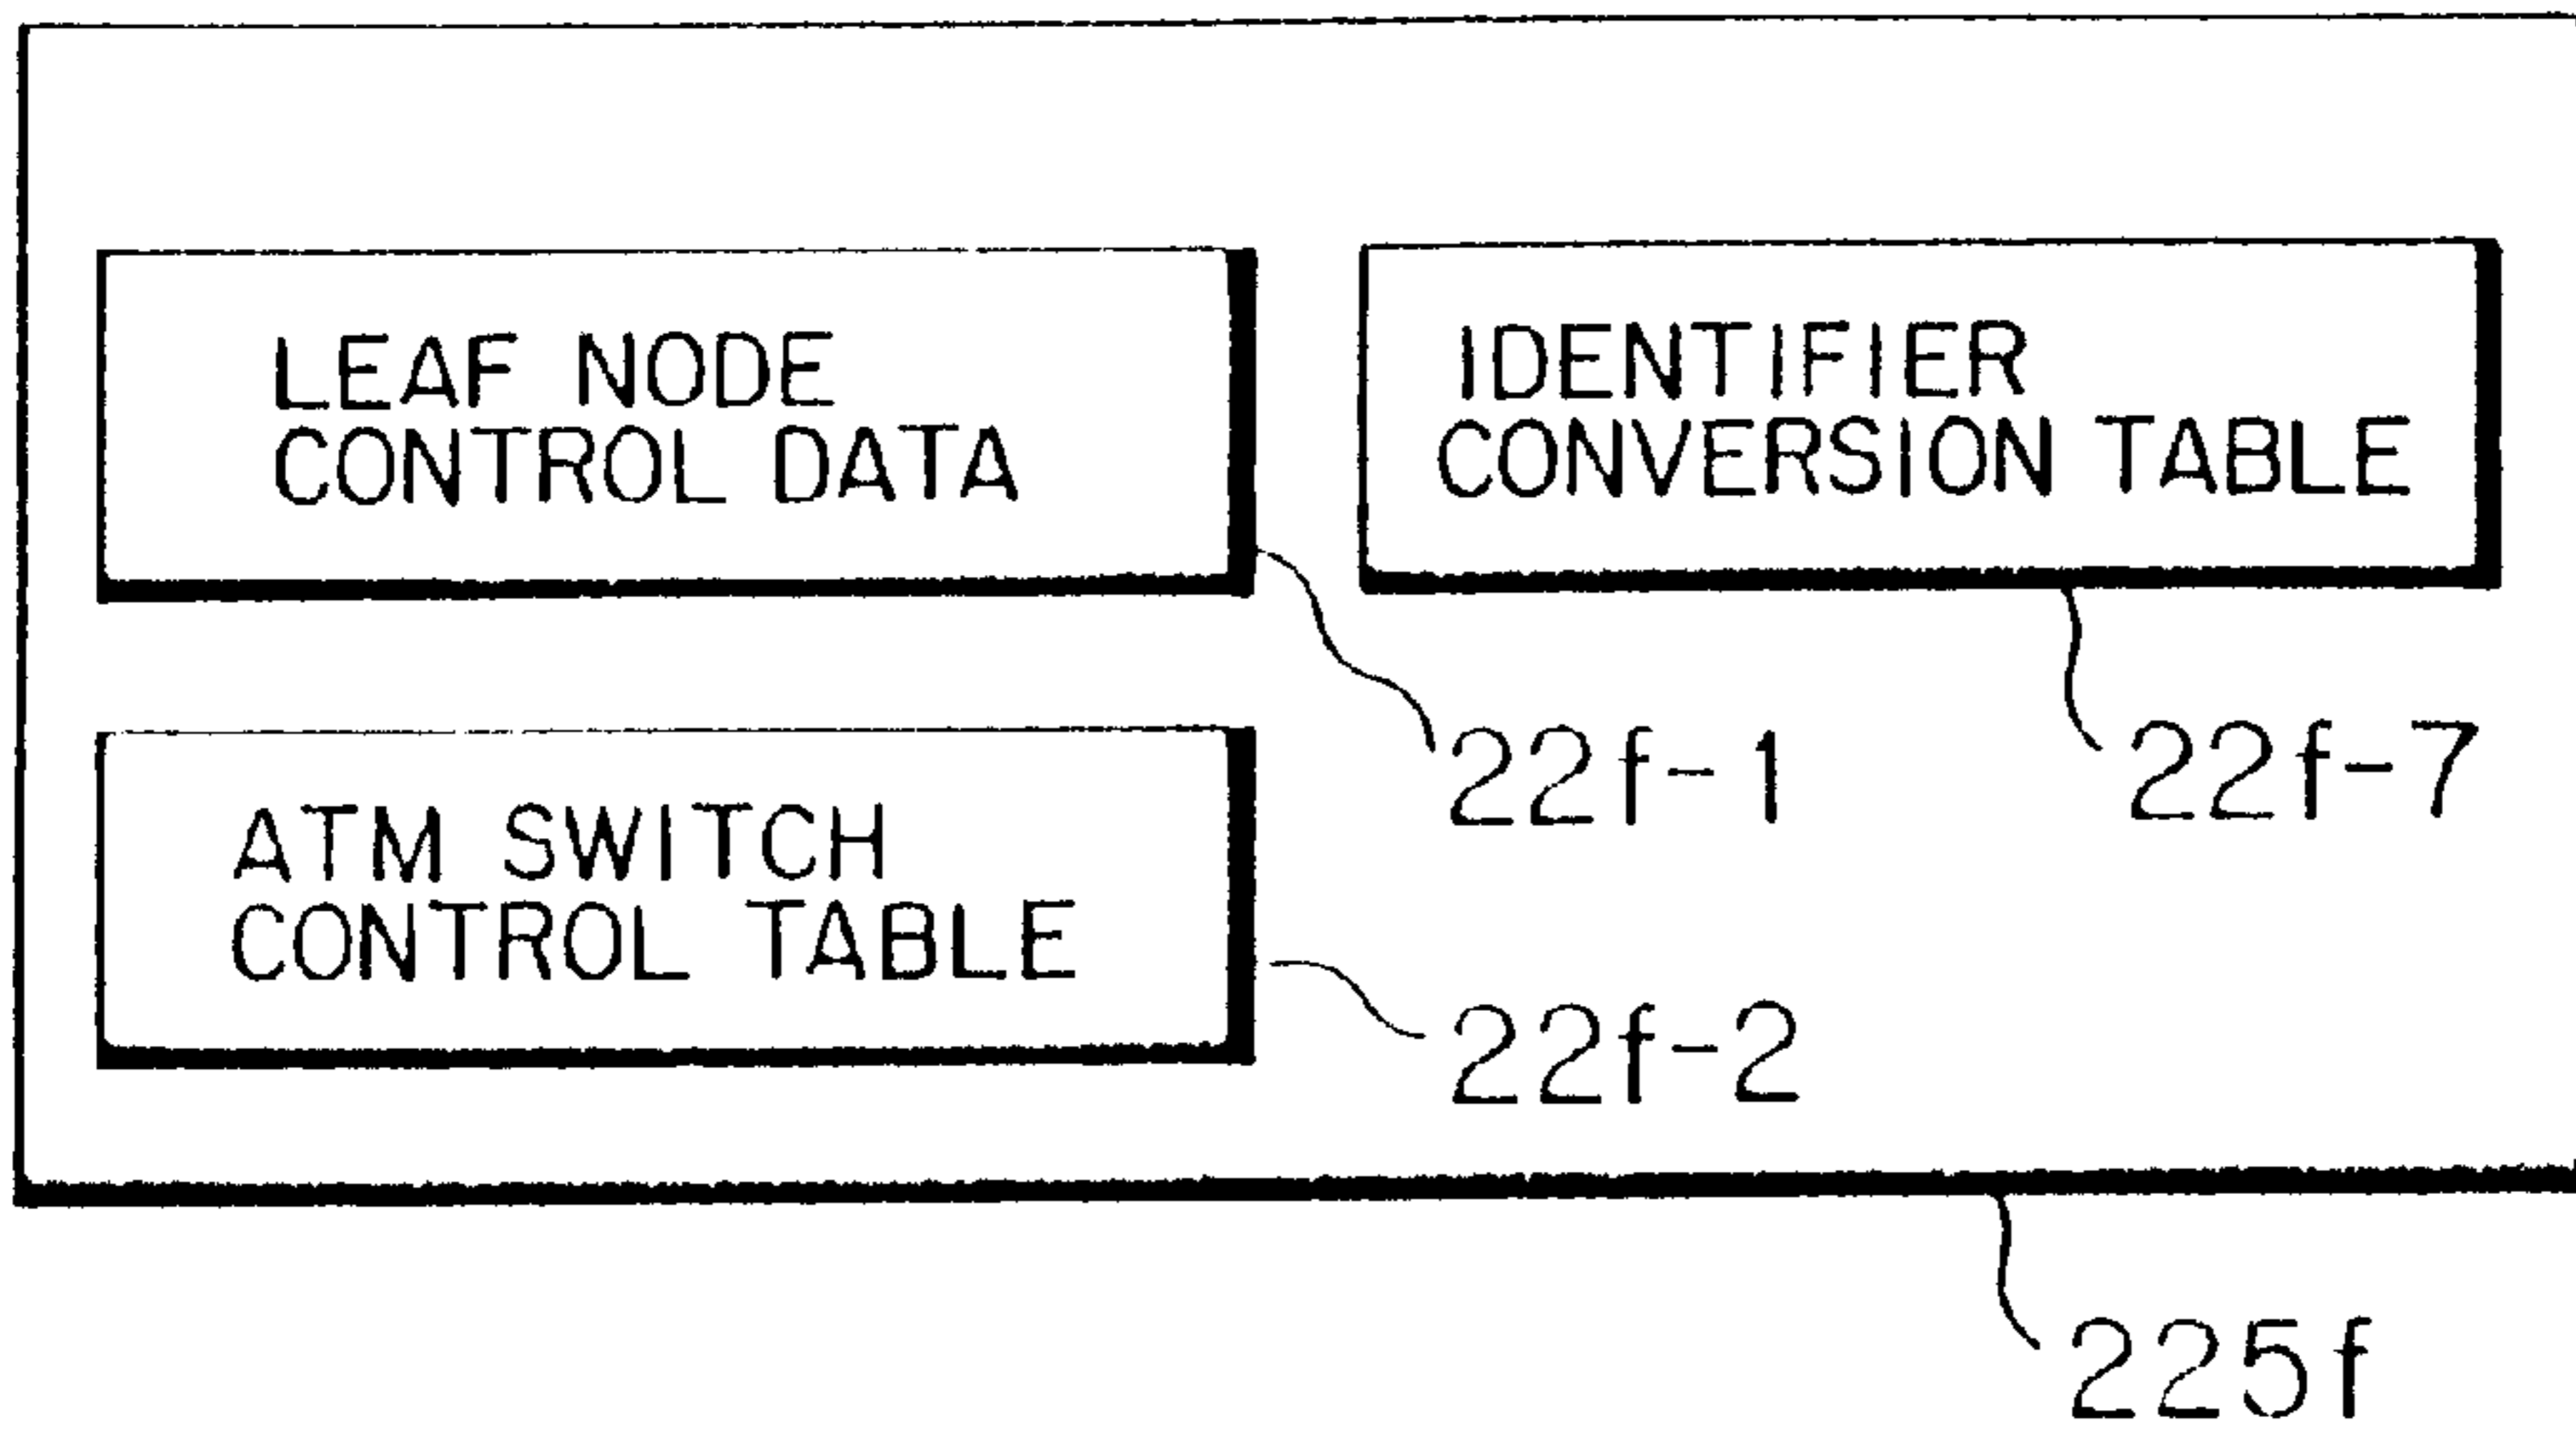 LEAF NODE
CONTROL DATA
IDENTIFIER
CONVERSION TABLE
22f-1
22f-7
ATM SWITCH
CONTROL TABLE
22f-2
225f